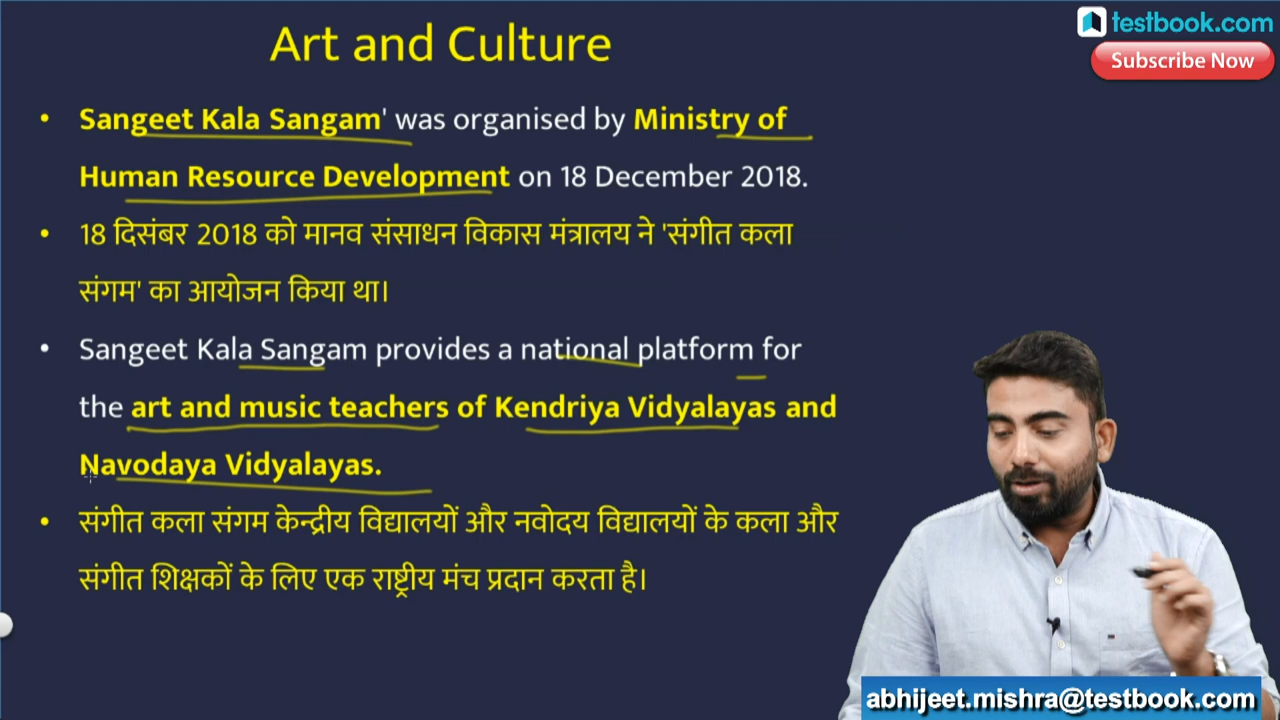 Art and Culture
testbook.com
Subscribe Now
• Sangeet Kala Sangam' was organised by Ministry of
Human Resource Development on 18 December 2018.
• 18 दिसंबर 2018 को मानव संसाधन विकास मंत्रालय ने 'संगीत कला
संगम' का आयोजन किया था।
• Sangeet Kala Sangam provides a national platform for
the art and music teachers of Kendriya Vidyalayas and
Navodaya Vidyalayas.
• संगीत कला संगम केन्द्रीय विद्यालयों और नवोदय विद्यालयों के कला और
संगीत शिक्षकों के लिए एक राष्ट्रीय मंच प्रदान करता है।
abhijeet.mishra@testbook.com